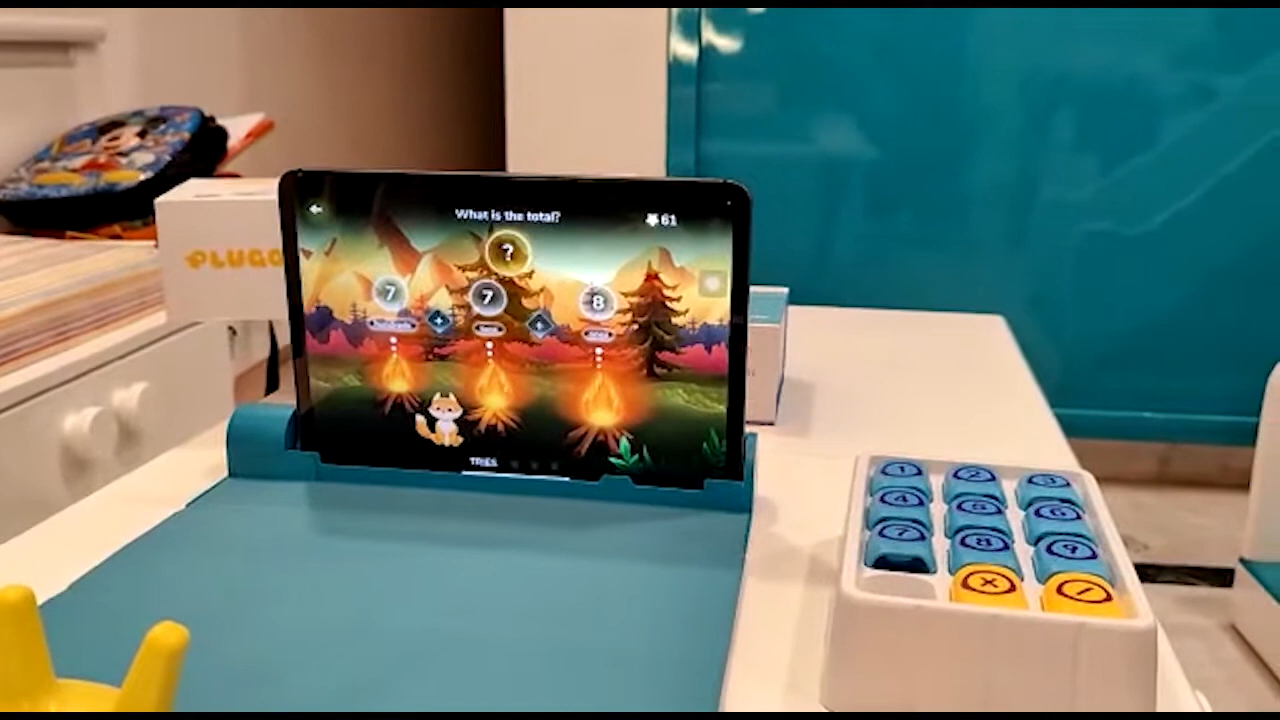 What is the total?
61
?
7 7 8
+ +
TRIES
PLUGO
1 2 3
4 5 6
7 8 9
× /